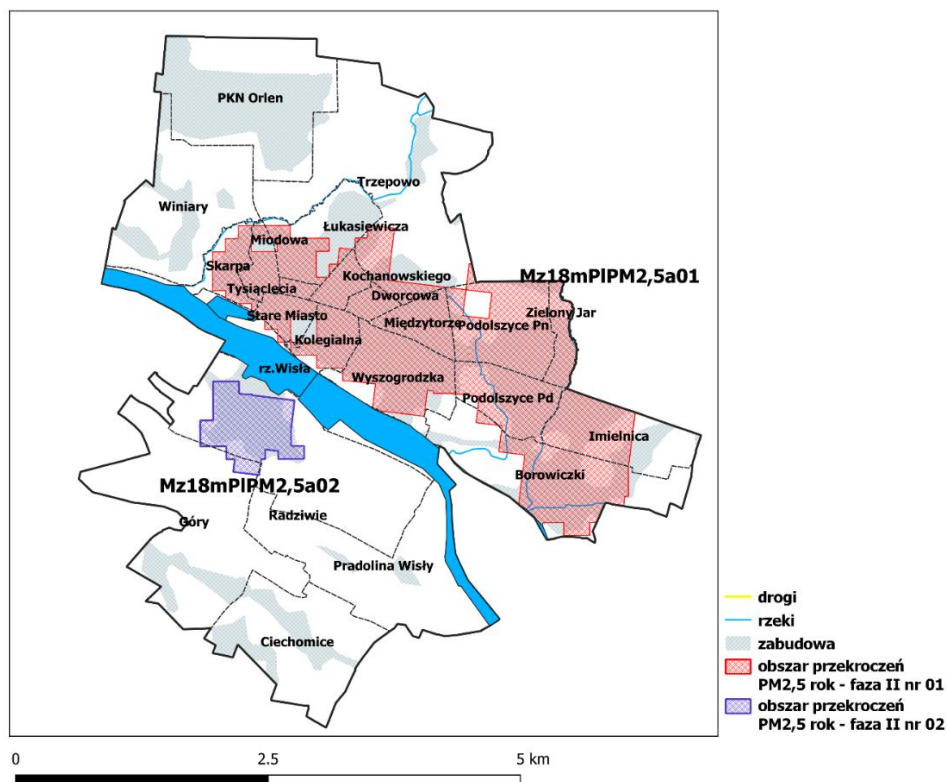 PKN Orlen
Trzepowo
Winiary
Łukasiewicza
Miodowa
Skarpa
Kochanowskiego
Mz18mPlPM2,5a01
Tysiąclecia
Dworcowa
Stare Miasto
Międzytorze
Podolszyce Pn
Zielony Jar
Kolegialna
rz.Wisła
Wyszogrodzka
Podolszyce Pd
Imielnica
Borowiczki
Mz18mPlPM2,5a02
Góry
Radziwie
Pradolina Wisły
Ciechomice
drogi
rzeki
zabudowa
obszar przekroczeń
PM2,5 rok - faza II nr 01
obszar przekroczeń
PM2,5 rok - faza II nr 02
0 2.5 5 km